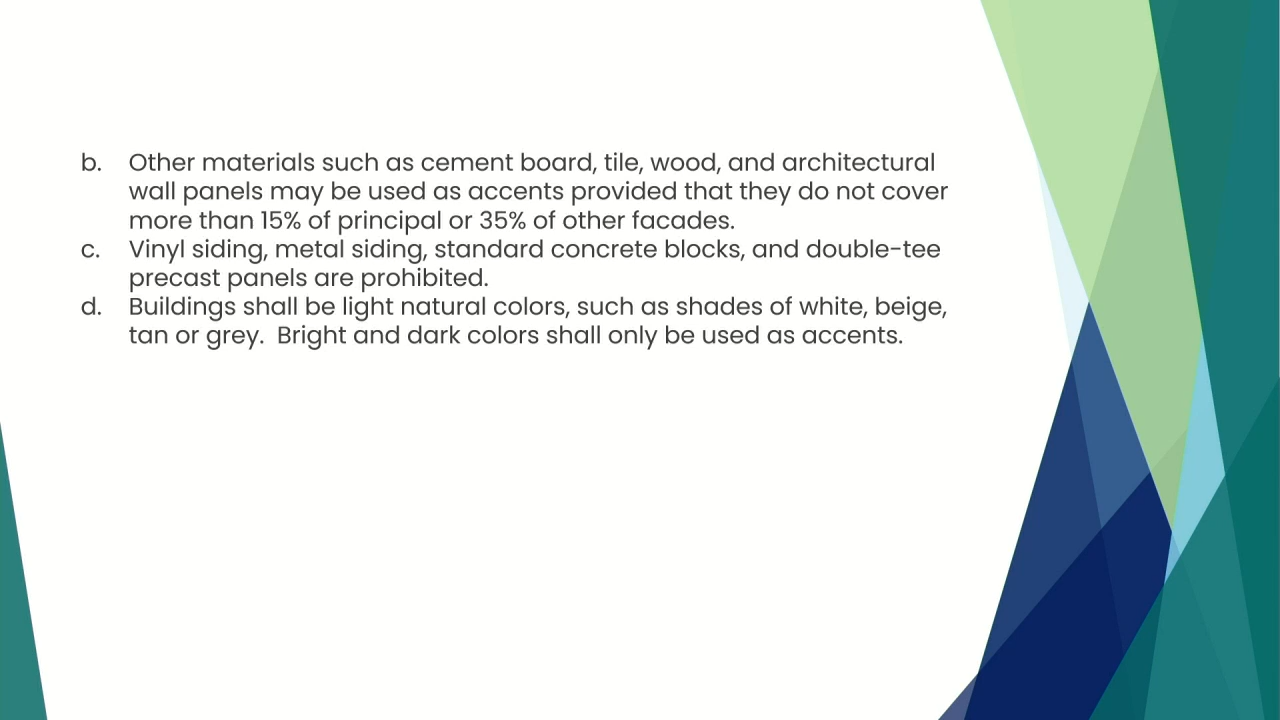 b. Other materials such as cement board, tile, wood, and architectural
wall panels may be used as accents provided that they do not cover
more than 15% of principal or 35% of other facades.
c. Vinyl siding, metal siding, standard concrete blocks, and double-tee
precast panels are prohibited.
d. Buildings shall be light natural colors, such as shades of white, beige,
tan or grey.  Bright and dark colors shall only be used as accents.